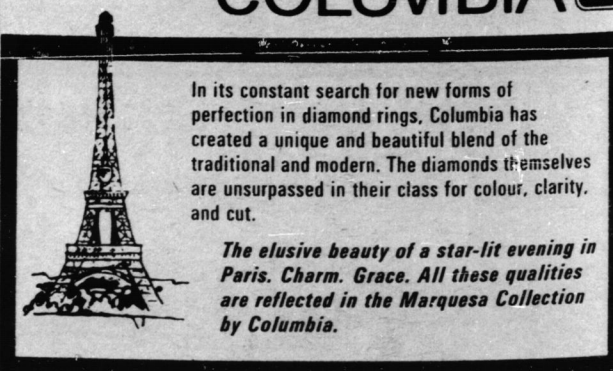 COLUMBIA
In its constant search for new forms of
perfection in diamond rings, Columbia has
created a unique and beautiful blend of the
traditional and modern. The diamonds themselves
are unsurpassed in their class for colour, clarity,
and cut.
The elusive beauty of a star-lit evening in
Paris. Charm. Grace. All these qualities
are reflected in the Marquesa Collection
by Columbia.